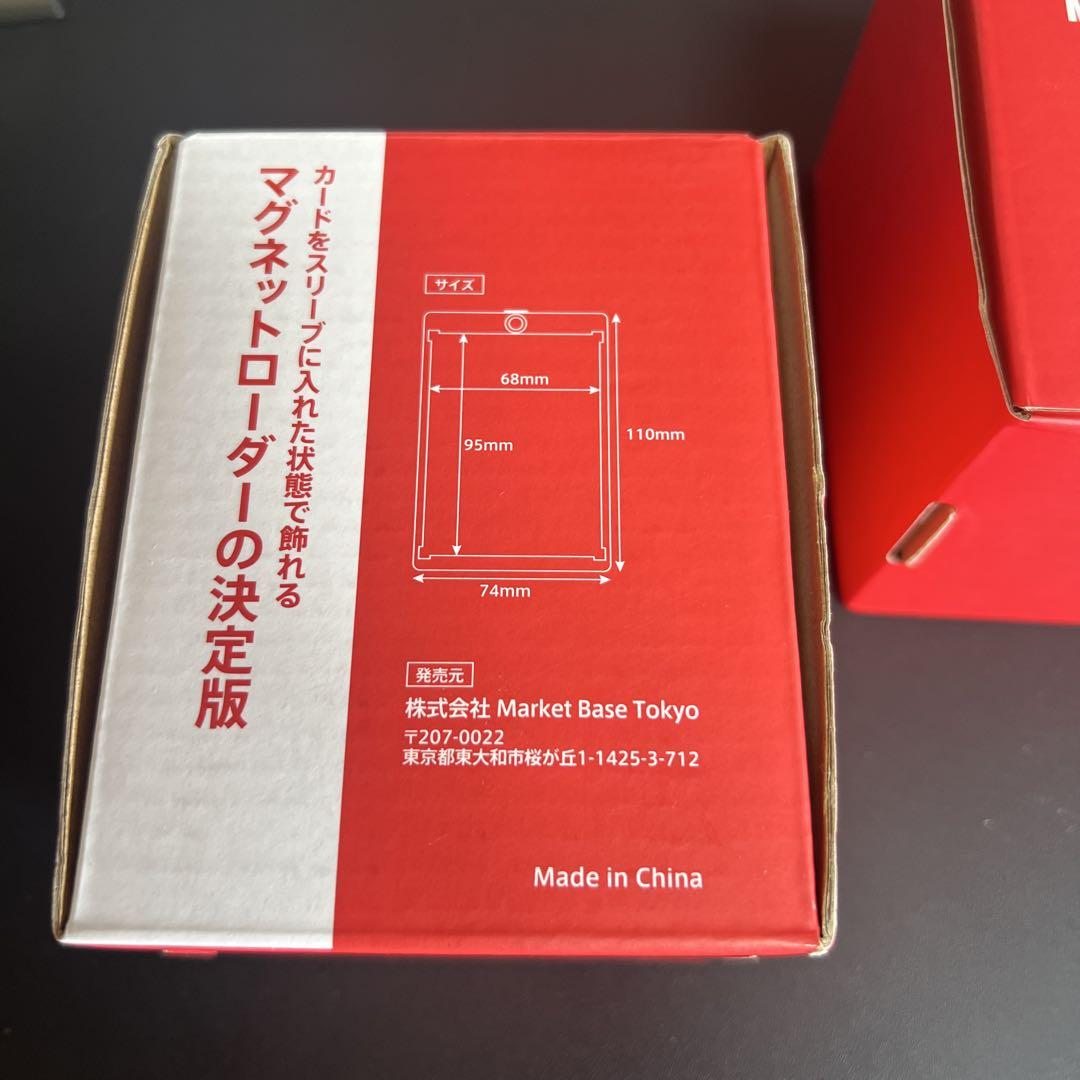 カードをスリーブに入れた状態で飾れる
マグネットローダーの決定版
サイズ
68mm
95mm
110mm
74mm
発売元
株式会社 Market Base Tokyo
〒207-0022
東京都東大和市桜が丘1-1425-3-712
Made in China